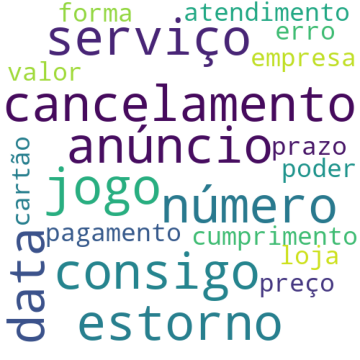 forma atendimento
serviço erro
empresa
valor
cancelamento
anúncio prazo
poder
jogo
cartão
número
pagamento cumprimento
data
consigo loja
preço
estorno